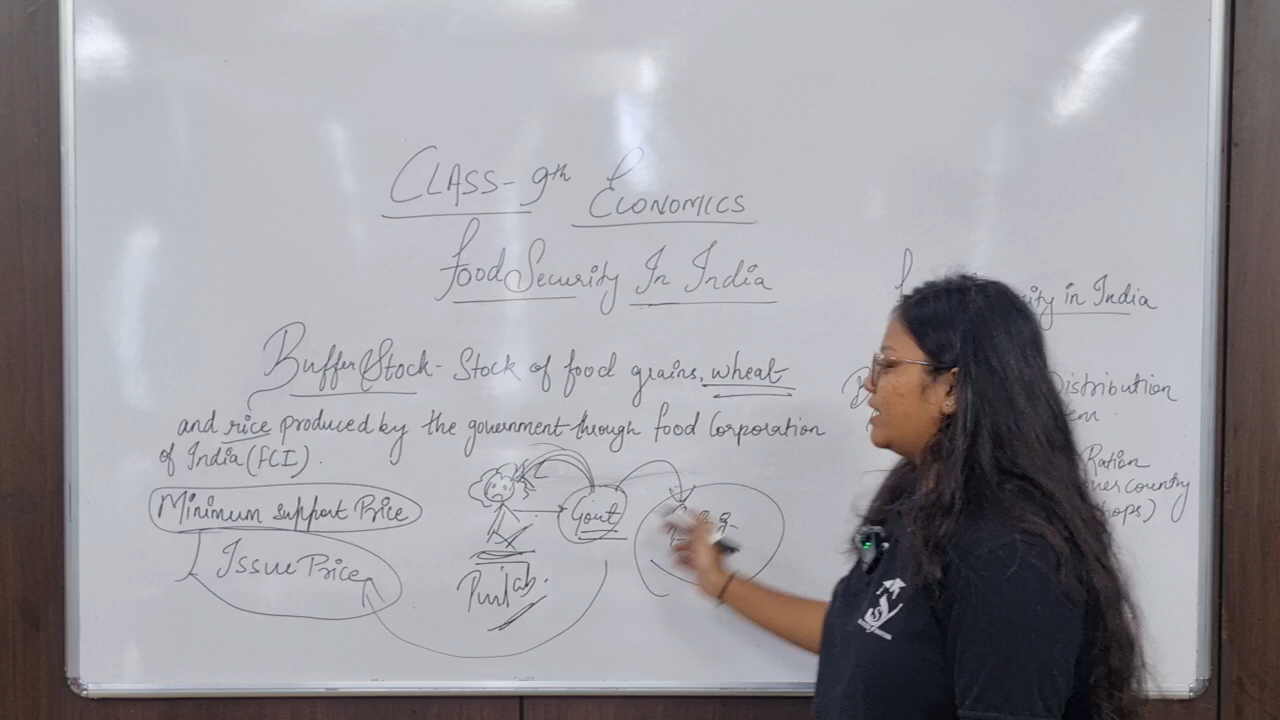 CLASS- 9th ECONOMICS
Food Security In India
Buffer Stock - Stock of food grains, wheat
and rice produced by the government through food Corporation
of India (FCI).
Minimum support Price
Issue Price
Govt
Punjab.
in India
Distribution
Ration
country